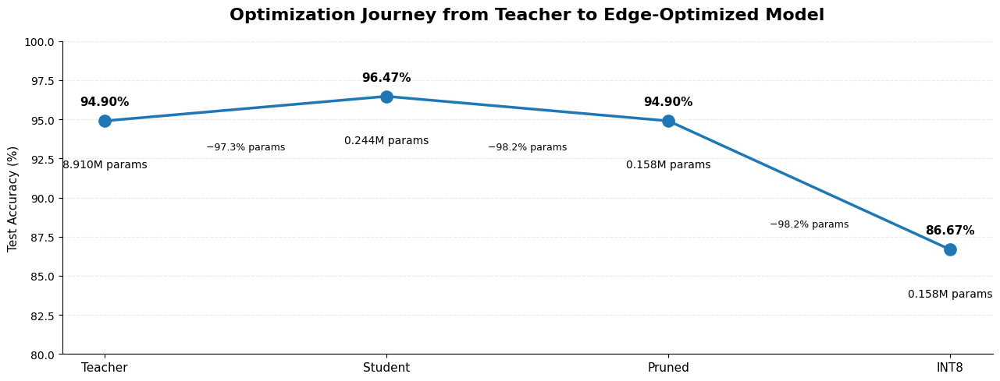 Optimization Journey from Teacher to Edge-Optimized Model
Test Accuracy (%)
100.0
97.5
95.0
92.5
90.0
87.5
85.0
82.5
80.0
94.90%
8.910M params
−97.3% params
96.47%
0.244M params
−98.2% params
94.90%
0.158M params
−98.2% params
86.67%
0.158M params
Teacher
Student
Pruned
INT8